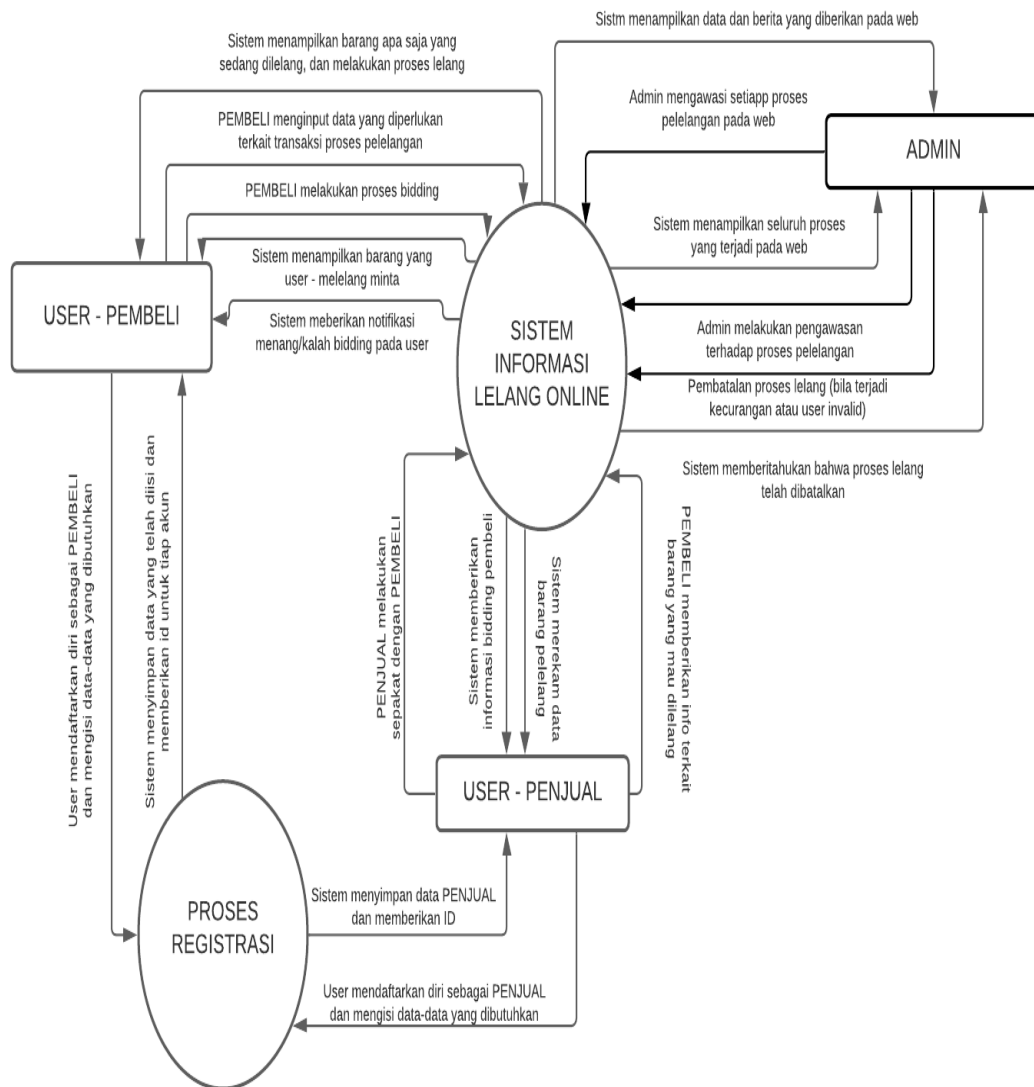 Sistm menampilkan data dan berita yang diberikan pada web
Sistem menampilkan barang apa saja yang
sedang dilelang, dan melakukan proses lelang
Admin mengawasi setiapp proses
pelelangan pada web
PEMBELI menginput data yang diperlukan
terkait transaksi proses pelelangan
ADMIN
PEMBELI melakukan proses bidding
Sistem menampilkan seluruh proses
yang terjadi pada web
Sistem menampilkan barang yang
user - melelang minta
USER - PEMBELI
Sistem meberikan notifikasi
menang/kalah bidding pada user
SISTEM
INFORMASI
LELANG ONLINE
Admin melakukan pengawasan
terhadap proses pelelangan
Pembatalan proses lelang (bila terjadi
kecurangan atau user invalid)
Sistem memberitahukan bahwa proses lelang
telah dibatalkan
User mendaftarkan diri sebagai PEMBELI
dan mengisi data-data yang dibutuhkan
Sistem menyimpan data yang telah diisi dan
memberikan id untuk tiap akun
PENJUAL melakukan
sepakat dengan PEMBELI
Sistem memberikan
informasi bidding pembeli
Sistem merekam data
barang pelelang
PEMBELI memberikan info terkait
barang yang mau dilelang
USER - PENJUAL
PROSES
REGISTRASI
Sistem menyimpan data PENJUAL
dan memberikan ID
User mendaftarkan diri sebagai PENJUAL
dan mengisi data-data yang dibutuhkan